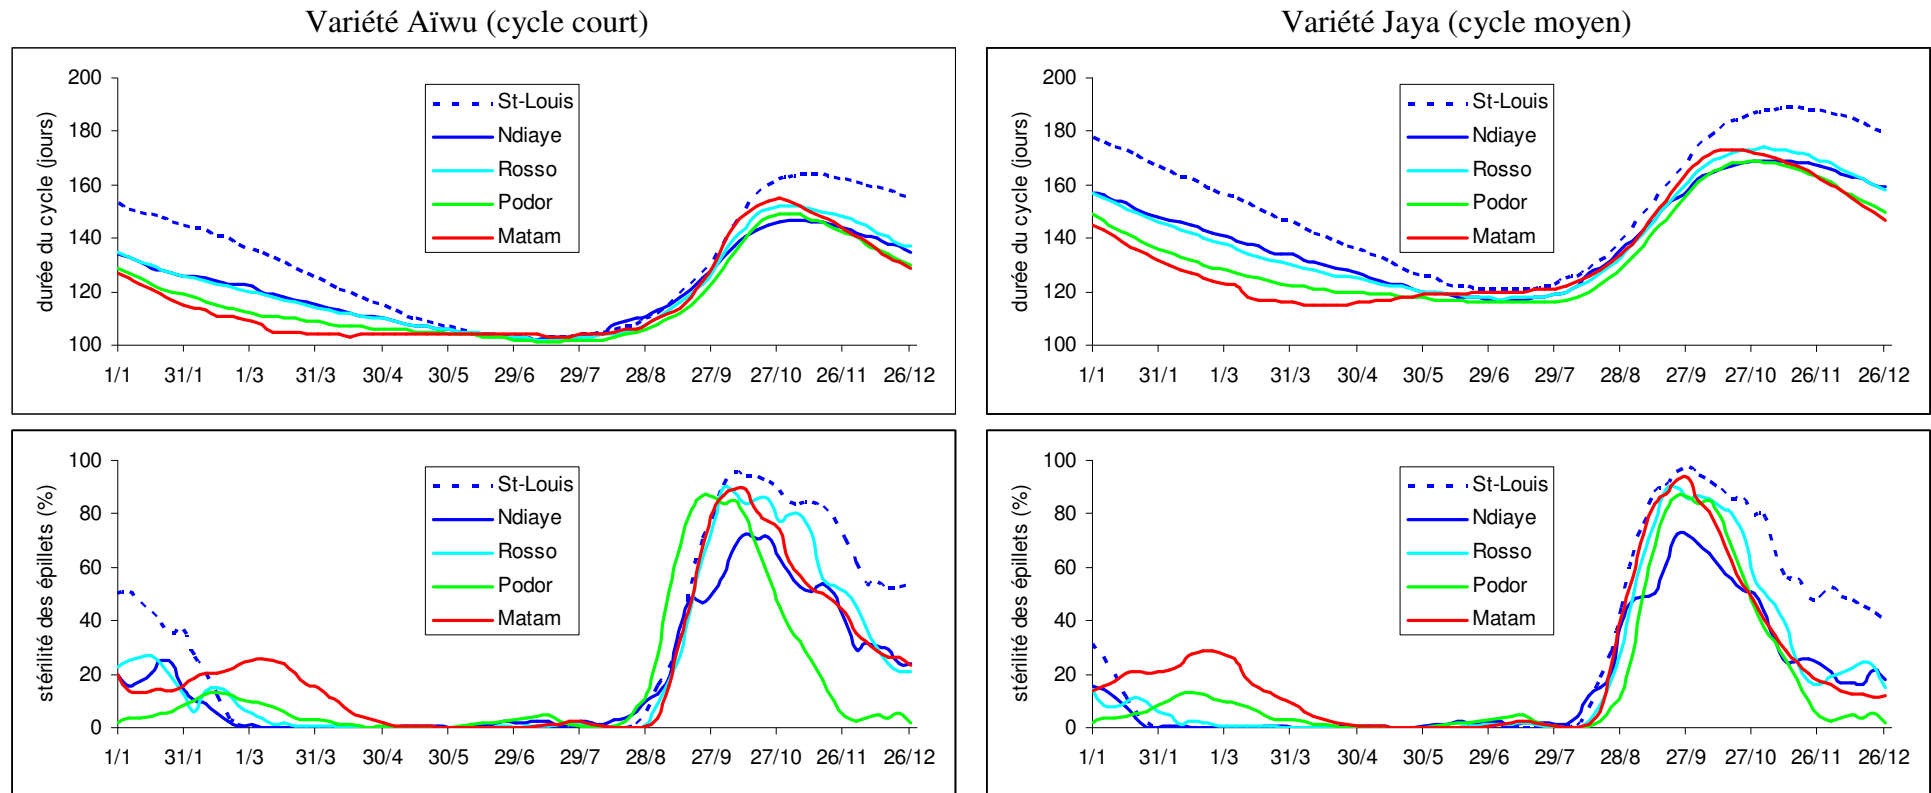 Variété Aïwu (cycle court)
Variété Jaya (cycle moyen)
durée du cycle (jours)
200
180
160
140
120
100
St-Louis
Ndiaye
Rosso
Podor
Matam
1/1 31/1 1/3 31/3 30/4 30/5 29/6 29/7 28/8 27/9 27/10 26/11 26/12
durée du cycle (jours)
200
180
160
140
120
100
St-Louis
Ndiaye
Rosso
Podor
Matam
1/1 31/1 1/3 31/3 30/4 30/5 29/6 29/7 28/8 27/9 27/10 26/11 26/12
stérilité des épillets (%)
100
80
60
40
20
0
St-Louis
Ndiaye
Rosso
Podor
Matam
1/1 31/1 1/3 31/3 30/4 30/5 29/6 29/7 28/8 27/9 27/10 26/11 26/12
stérilité des épillets (%)
100
80
60
40
20
0
St-Louis
Ndiaye
Rosso
Podor
Matam
1/1 31/1 1/3 31/3 30/4 30/5 29/6 29/7 28/8 27/9 27/10 26/11 26/12